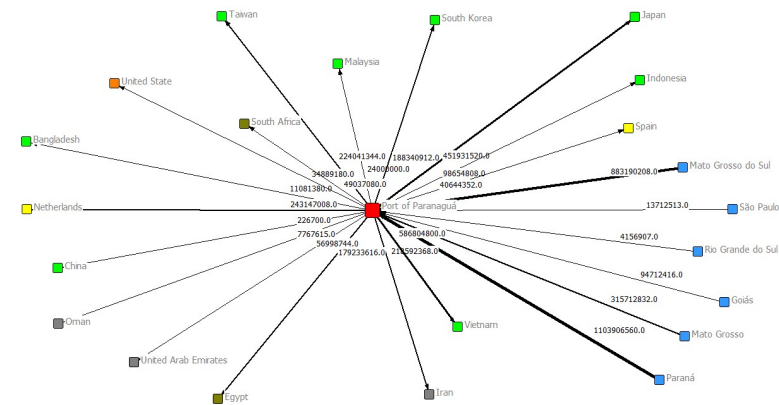 Taiwan
South Korea
Japan
Malaysia
United State
Indonesia
South Africa
Spain
Bangladesh
224041344.0
188340912.0
451931520.0
Mato Grosso do Sul
34889180.0
24000000.0
98654808.0
883190208.0
11081380.0
49037080.0
40644352.0
Netherlands
243147008.0
Port of Paranaguá
13712513.0
São Paulo
226700.0
586804800.0
4156907.0
7767615.0
Rio Grande do Sul
56998744.0
179233616.0
218592368.0
China
94712416.0
315712832.0
Goiás
Oman
Vietnam
1103906560.0
Mato Grosso
United Arab Emirates
Paraná
Egypt
Iran